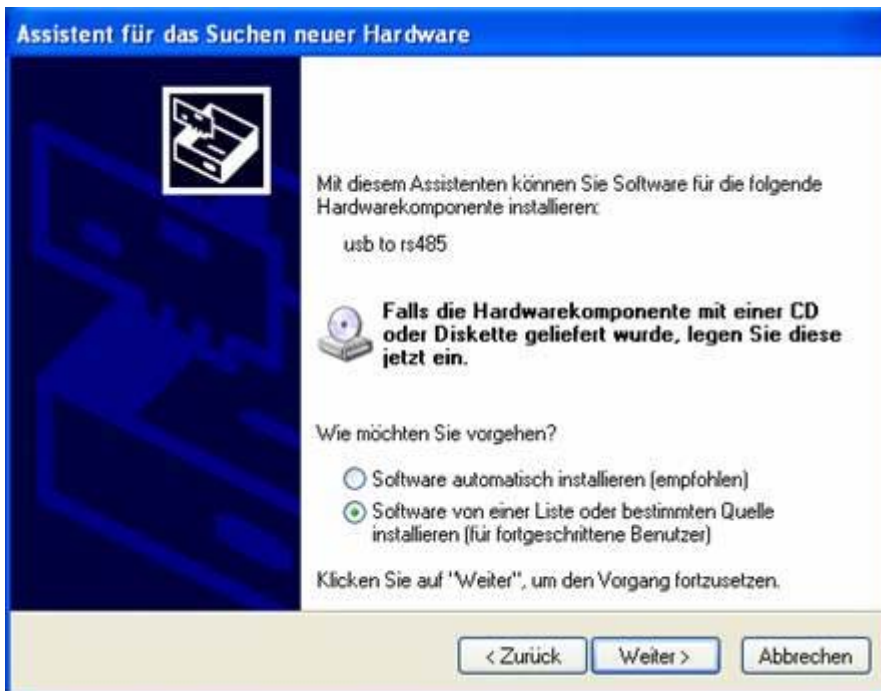 Assistent für das Suchen neuer Hardware
Mit diesem Assistenten können Sie Software für die folgende
Hardwarekomponente installieren:
usb to rs485
Falls die Hardwarekomponente mit einer CD
oder Diskette geliefert wurde, legen Sie diese
jetzt ein.
Wie möchten Sie vorgehen?
Software automatisch installieren (empfohlen)
Software von einer Liste oder bestimmten Quelle
installieren (für fortgeschrittene Benutzer)
Klicken Sie auf "Weiter", um den Vorgang fortzusetzen.
< Zurück Weiter > Abbrechen